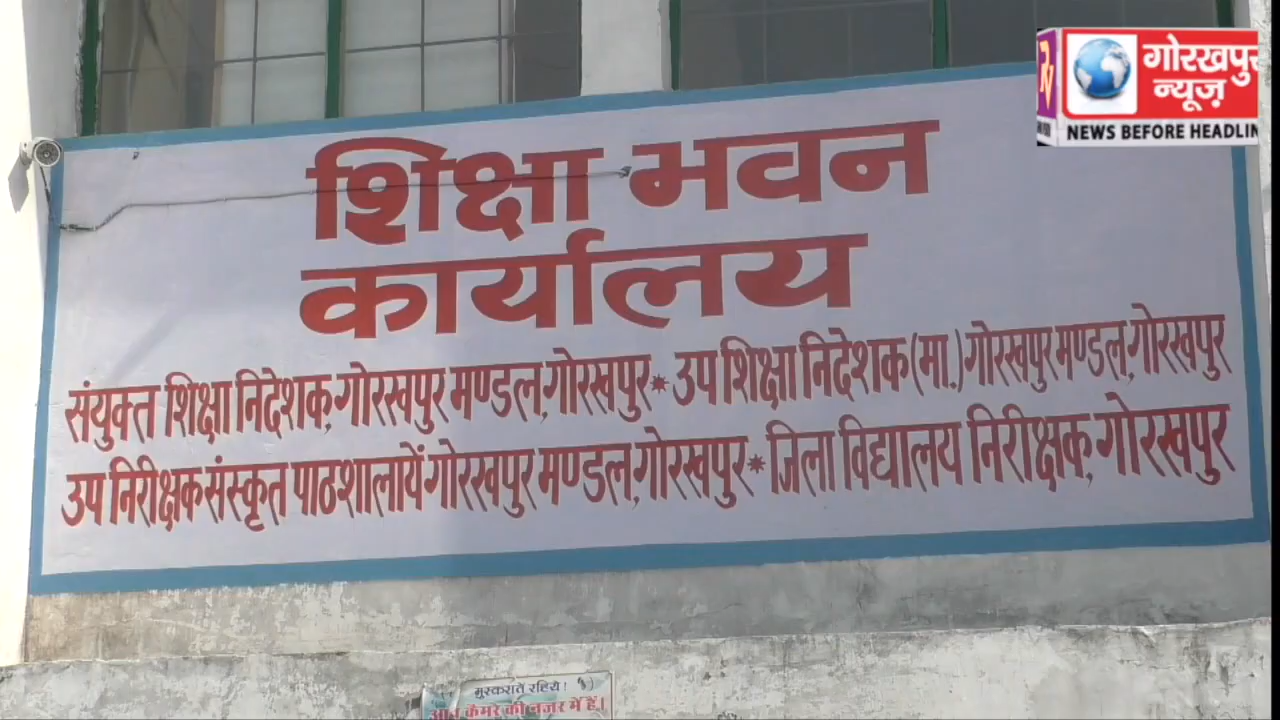 गोरखपुर
न्यूज़
NEWS BEFORE HEADLIN
शिक्षा भवन
कार्यालय
संयुक्त शिक्षा निदेशक,गोरखपुर मण्डल,गोरखपुर* उप शिक्षा निदेशक(मा.)गोरखपुर मण्डल,गोरखपुर
उप निरीक्षक संस्कृत पाठशालायें गोरखपुर मण्डल,गोरखपुर* जिला विद्यालय निरीक्षक, गोरखपुर
मुस्कराते रहिये!
आप कैमरे की नजर में हैं।